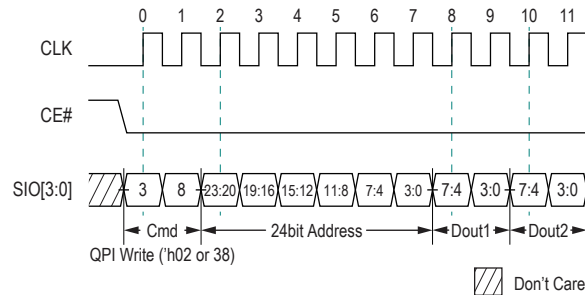 0 1 2 3 4 5 6 7 8 9 10 11
CLK
CE#
SIO[3:0] 3 8 23:20 19:16 15:12 11:8 7:4 3:0 7:4 3:0 7:4 3:0
Cmd 24bit Address Dout1 Dout2
QPI Write ('h02 or 38)
Don't Care